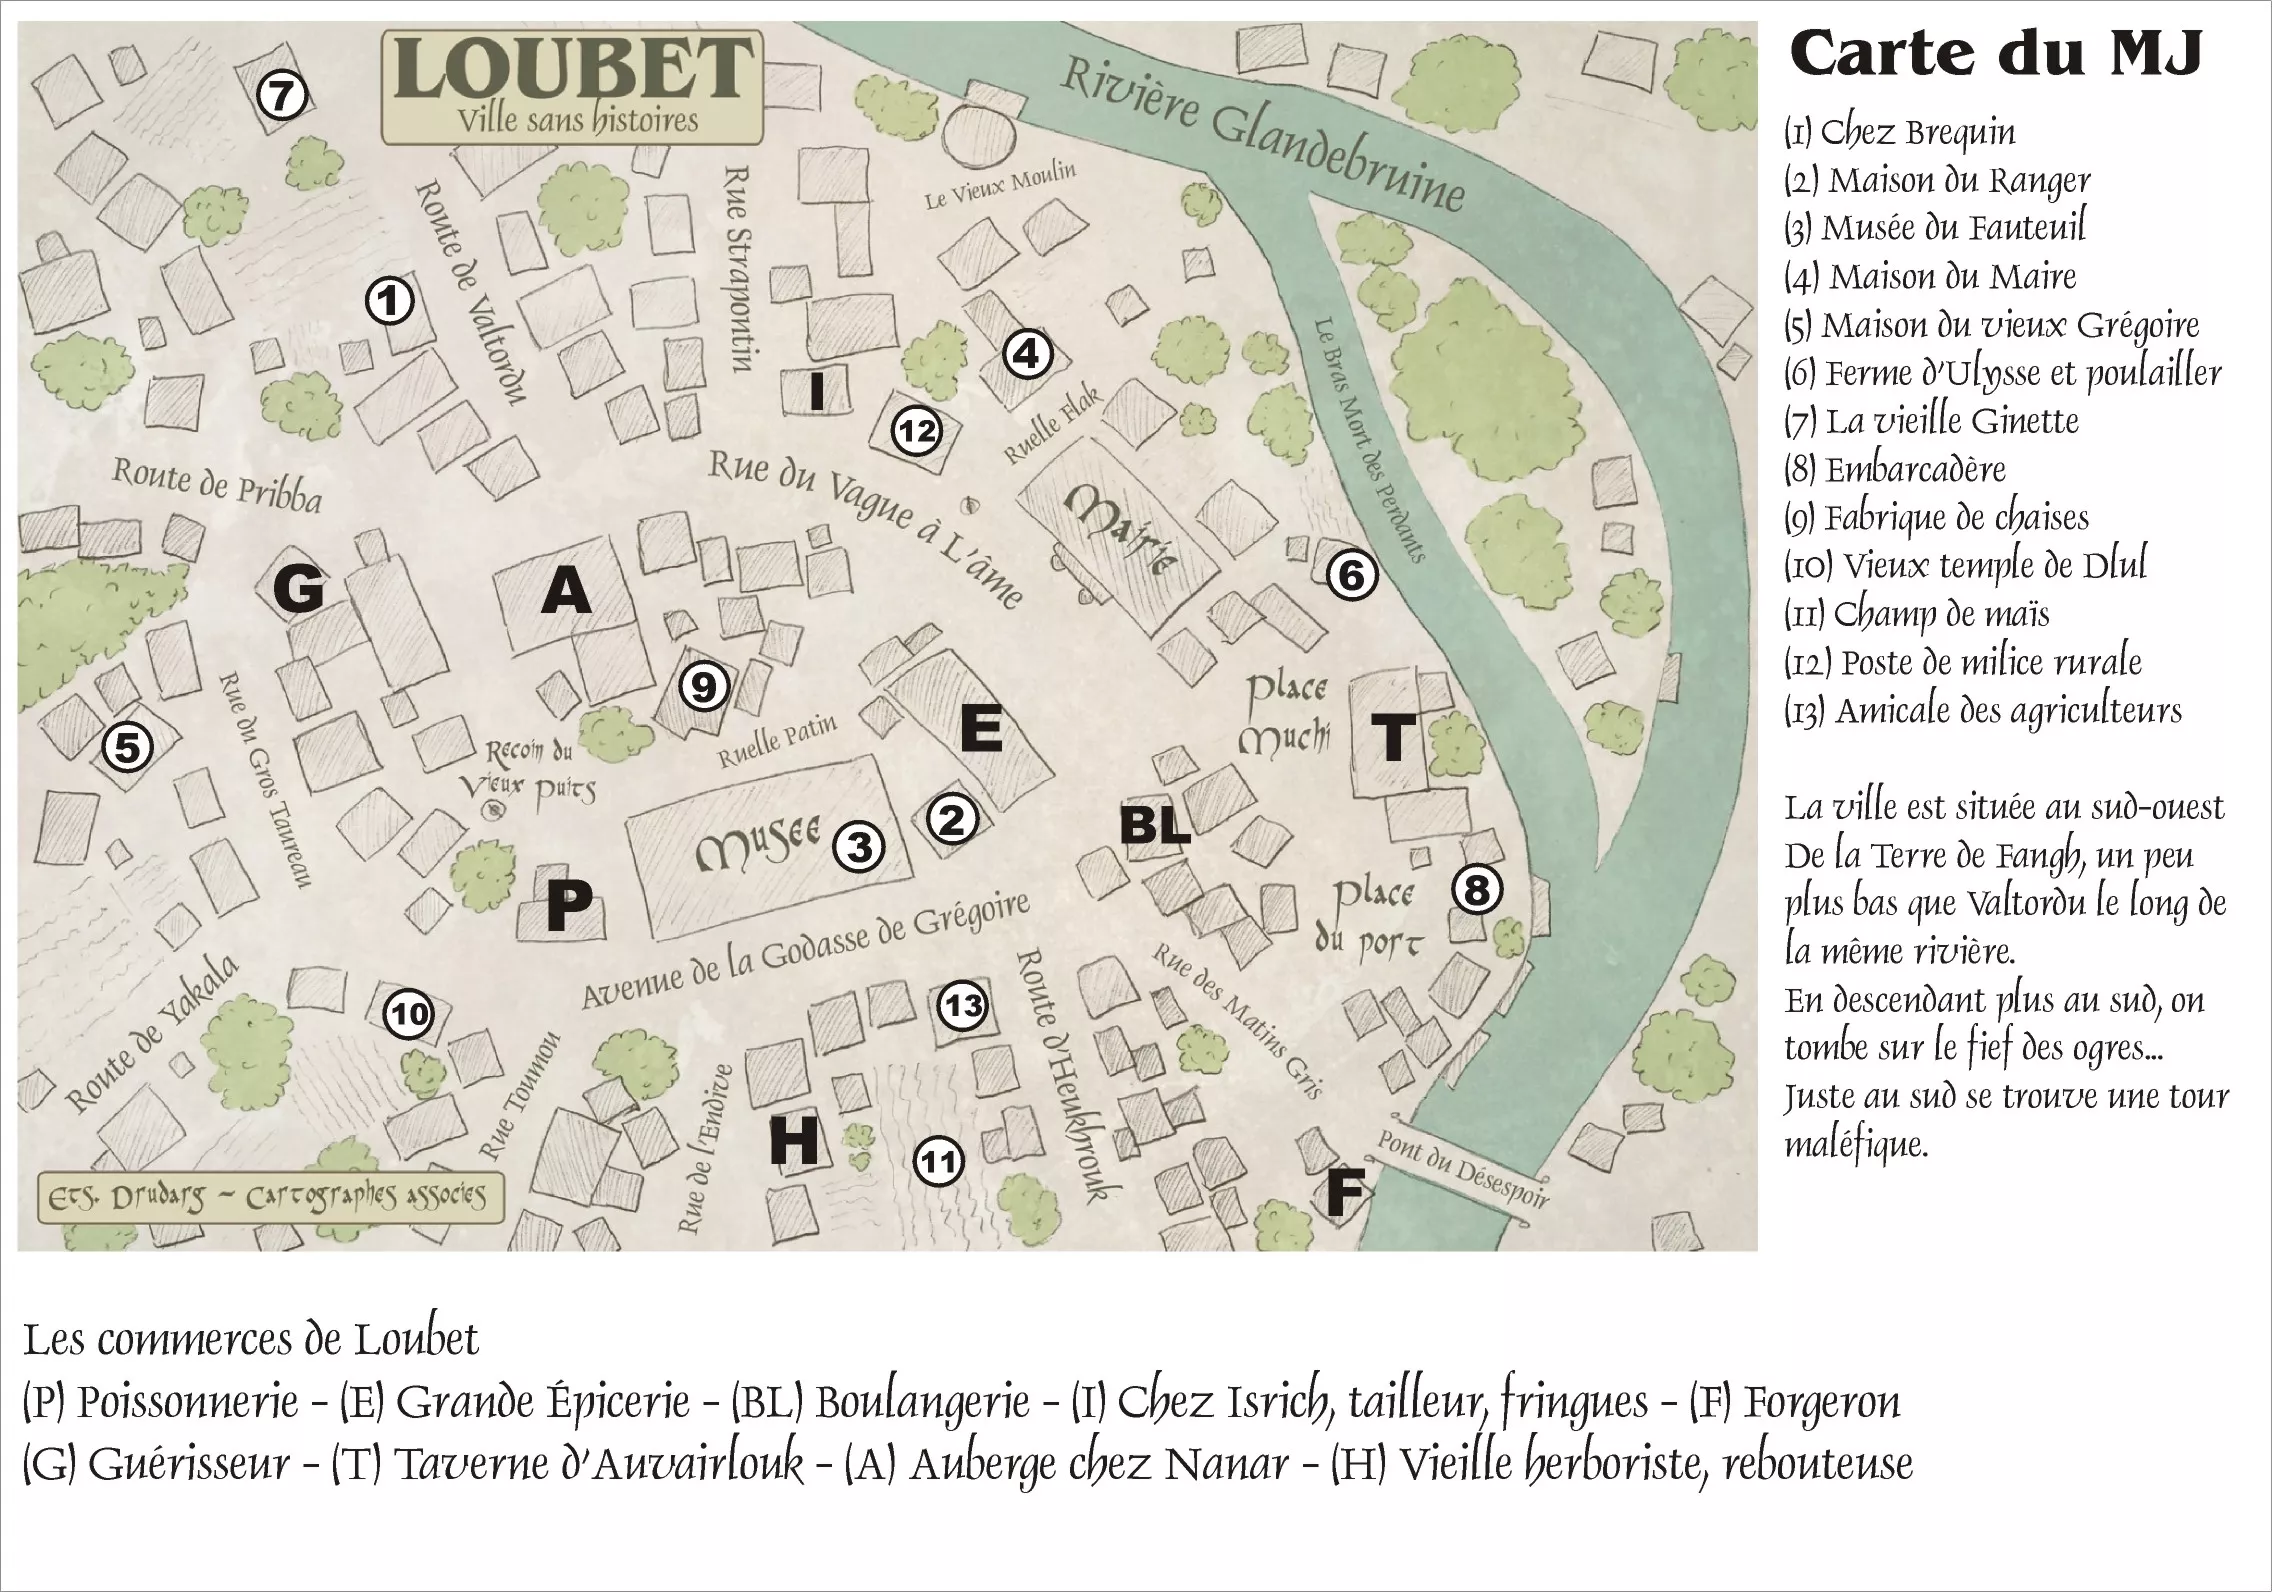 LOUBET
Ville sans histoires
Carte du MJ
(1) Chez Brequin
(2) Maison du Ranger
(3) Musée du Fauteuil
(4) Maison du Maire
(5) Maison du vieux Grégoire
(6) Ferme d'Ulysse et poulailler
(7) La vieille Ginette
(8) Embarcadère
(9) Fabrique de chaises
(10) Vieux temple de Dlul
(11) Champ de maïs
(12) Poste de milice rurale
(13) Amicale des agriculteurs
La ville est située au sud-ouest
De la Terre de Fangh, un peu
plus bas que Valtordu le long de
la même rivière.
En descendant plus au sud, on
tombe sur le fief des ogres...
Juste au sud se trouve une tour
maléfique.
7
Rivière Glandebruine
Le Vieux Moulin
Route de Valtordu
Rue Strapontin
1
4
I
12
Ruelle Flak
Le Bras Mort des Perdants
Route de Pribba
Rue du Vague à L'âme
Mairie
6
G
A
9
5
Rue du Gros Taureau
Recoin du
Vieux puits
Ruelle Patin
E
Place
Muchi
T
Musée
3
2
BL
P
8
Place
du port
Avenue de la Godasse de Grégoire
Route de Yakala
10
13
Route d'Heukhrouk
Rue des Matins Gris
Rue Toumou
Rue de l'Endive
H
11
F
Pont du Désespoir
Ets. Drudarg ~ Cartographes associés
Les commerces de Loubet
(P) Poissonnerie - (E) Grande Épicerie - (BL) Boulangerie - (I) Chez Isrich, tailleur, fringues - (F) Forgeron
(G) Guérisseur - (T) Taverne d'Auvairlouk - (A) Auberge chez Nanar - (H) Vieille herboriste, rebouteuse